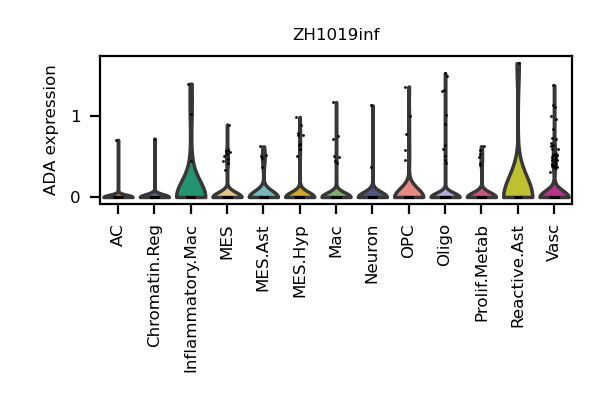 ZH1019inf
ADA expression
1
0
AC
Chromatin.Reg
Inflammatory.Mac
MES
MES.Ast
MES.Hyp
Mac
Neuron
OPC
Oligo
Prolif.Metab
Reactive.Ast
Vasc